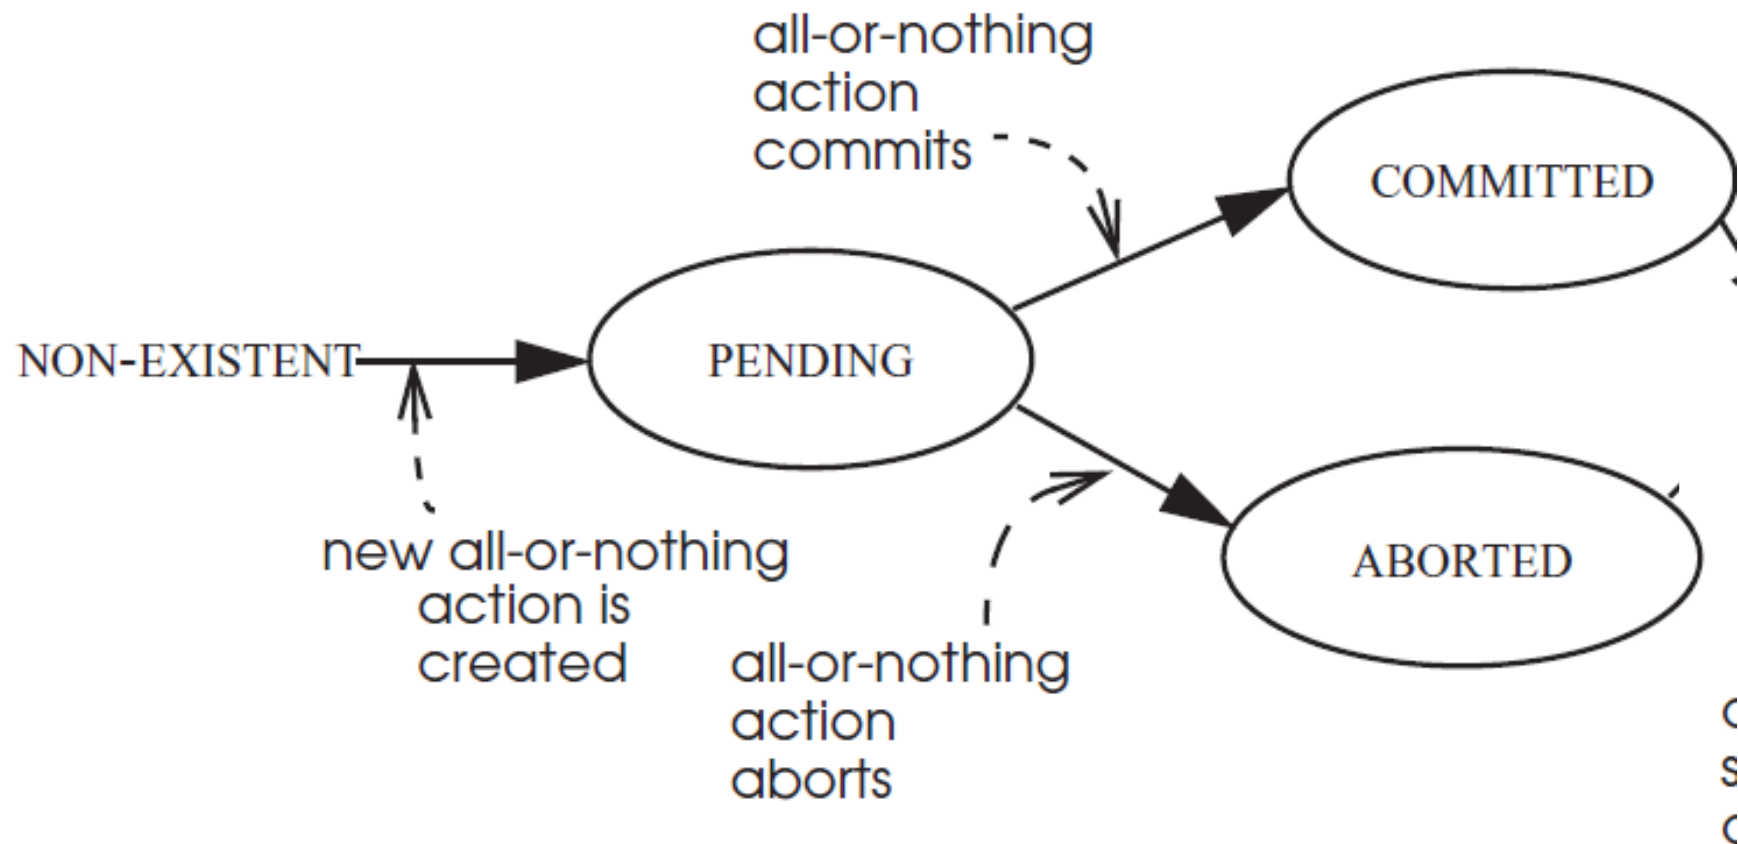 all-or-nothing
action
commits
COMMITTED
NON-EXISTENT
PENDING
new all-or-nothing
action is
created
ABORTED
all-or-nothing
action
aborts